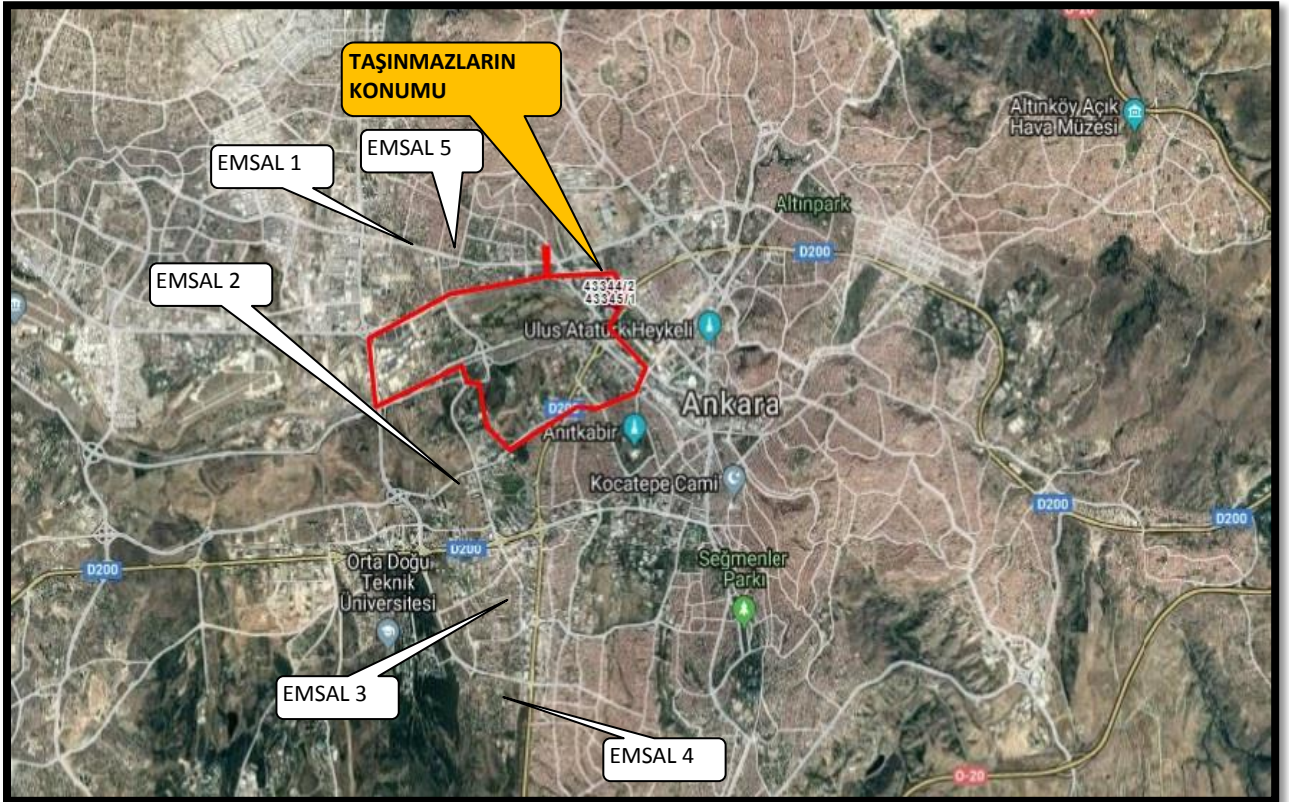 TAŞINMAZLARIN
KONUMU
Altınköy Açık
Hava Müzesi
EMSAL 5
EMSAL 1
Altınpark
D200
EMSAL 2
43344/2
43345/1
Ulus Atatürk Heykeli
Ankara
D200
Anıtkabir
Kocatepe Cami
D200
D200
D200
D200
Orta Doğu
Teknik
Üniversitesi
Seğmenler
Parkı
EMSAL 3
EMSAL 4
O-20